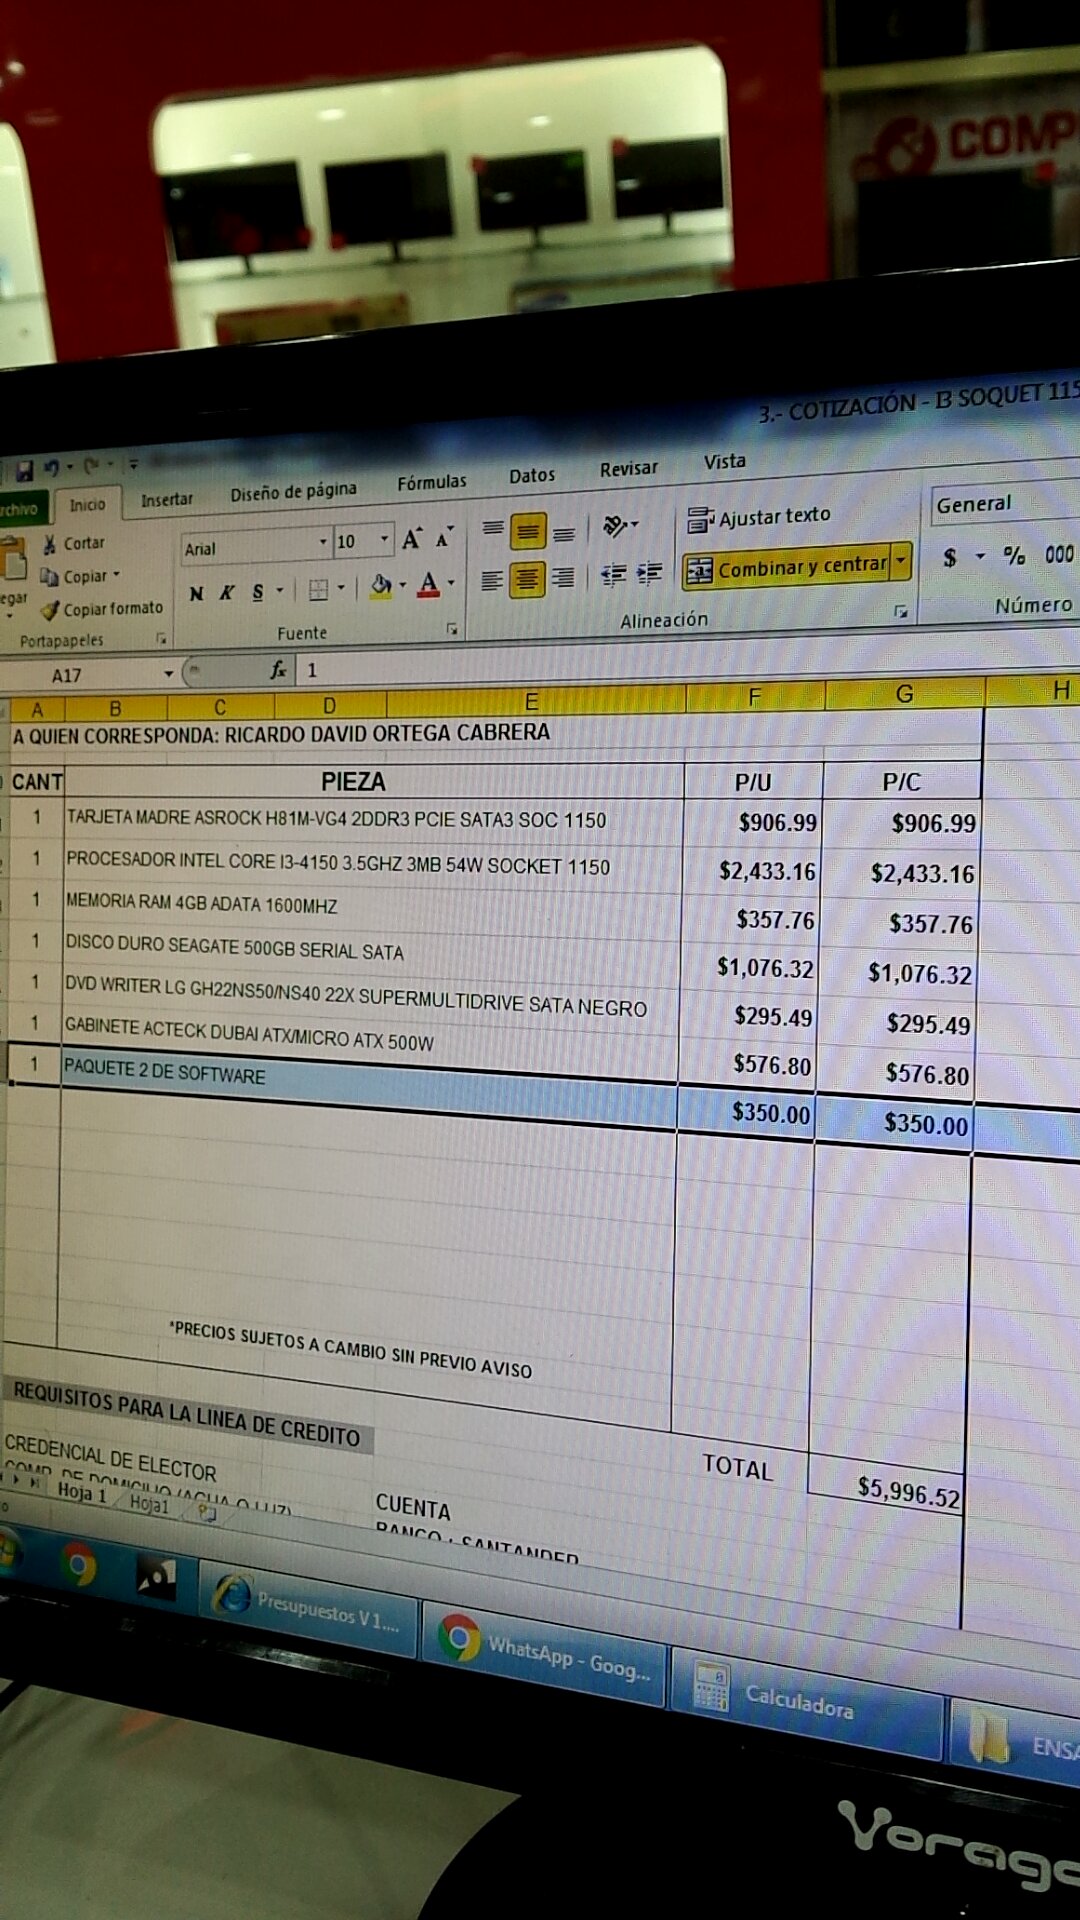 COMP
3.- COTIZACIÓN - I3 SOQUET 115
Inicio Insertar Diseño de página Fórmulas Datos Revisar Vista
Cortar
Copiar
Copiar formato
Portapapeles
Arial 10
N K S
Fuente
Ajustar texto
Combinar y centrar
Alineación
General
$ % 000
Número
A17 fx 1
A B C D E F G H
A QUIEN CORRESPONDA: RICARDO DAVID ORTEGA CABRERA
CANT PIEZA P/U P/C
1 TARJETA MADRE ASROCK H81M-VG4 2DDR3 PCIE SATA3 SOC 1150 $906.99 $906.99
1 PROCESADOR INTEL CORE I3-4150 3.5GHZ 3MB 54W SOCKET 1150 $2,433.16 $2,433.16
1 MEMORIA RAM 4GB ADATA 1600MHZ $357.76 $357.76
1 DISCO DURO SEAGATE 500GB SERIAL SATA $1,076.32 $1,076.32
1 DVD WRITER LG GH22NS50/NS40 22X SUPERMULTIDRIVE SATA NEGRO $295.49 $295.49
1 GABINETE ACTECK DUBAI ATX/MICRO ATX 500W $576.80 $576.80
1 PAQUETE 2 DE SOFTWARE $350.00 $350.00
*PRECIOS SUJETOS A CAMBIO SIN PREVIO AVISO
REQUISITOS PARA LA LINEA DE CREDITO
TOTAL $5,996.52
CREDENCIAL DE ELECTOR
COMP. DE DOMICILIO (AGUA O LUZ)
CUENTA
BANCO : SANTANDER
Hoja 1 Hoja1
Presupuestos V 1....
WhatsApp - Goog...
Calculadora
ENSA
Vorago